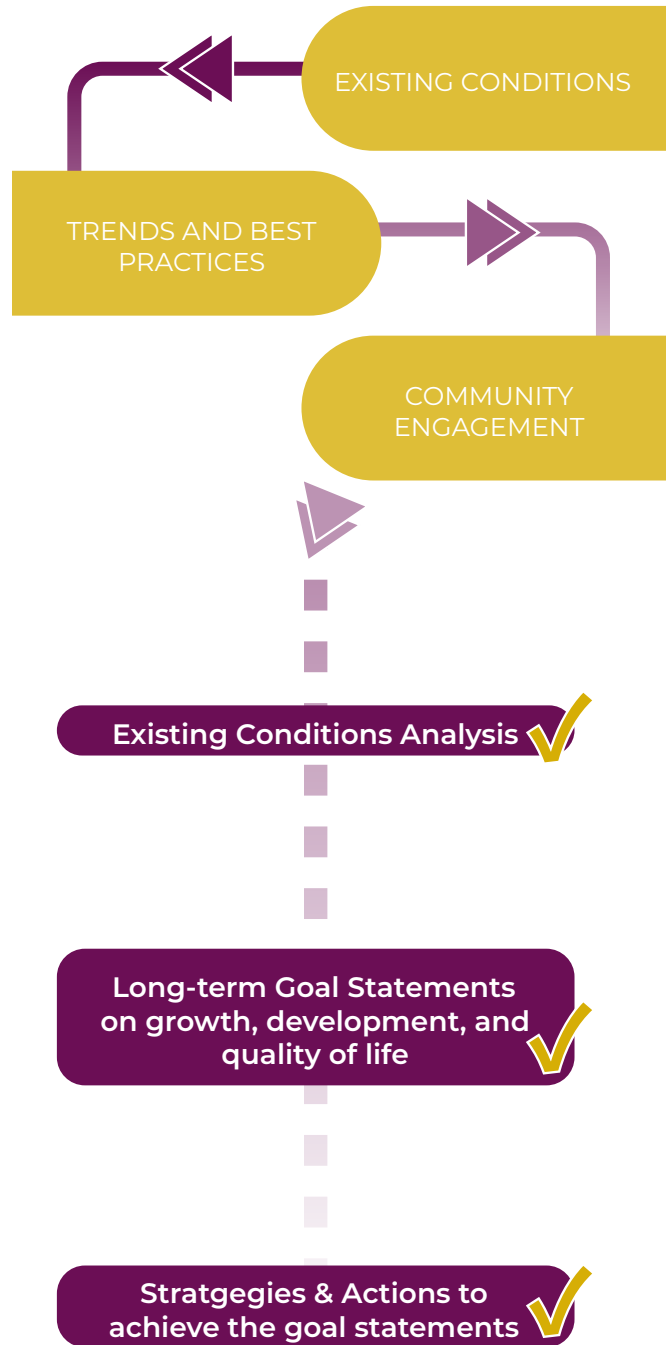 EXISTING CONDITIONS
TRENDS AND BEST
PRACTICES
COMMUNITY
ENGAGEMENT
Existing Conditions Analysis
Long-term Goal Statements
on growth, development, and
quality of life
Stratgegies & Actions to
achieve the goal statements